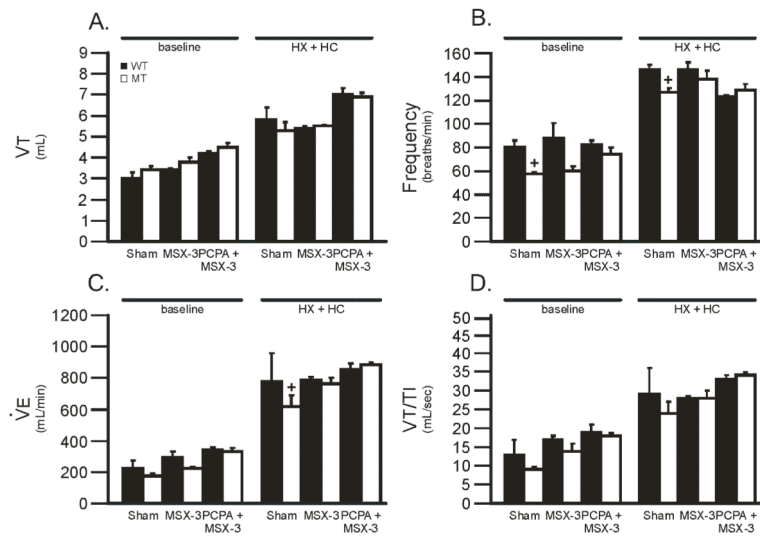 A.
baseline
HX + HC
WT
MT
VT
(mL)
9
8
7
6
5
4
3
2
1
0
Sham MSX-3 PCPA +
MSX-3
Sham MSX-3 PCPA +
MSX-3
B.
baseline
HX + HC
Frequency
(breaths/min)
160
140
120
100
80
60
40
20
0
+
+
Sham MSX-3 PCPA +
MSX-3
Sham MSX-3 PCPA +
MSX-3
C.
baseline
HX + HC
V̇E
(mL/min)
1200
1000
800
600
400
200
0
+
Sham MSX-3 PCPA +
MSX-3
Sham MSX-3 PCPA +
MSX-3
D.
baseline
HX + HC
VT/TI
(mL/sec)
50
45
40
35
30
25
20
15
10
5
0
Sham MSX-3 PCPA +
MSX-3
Sham MSX-3 PCPA +
MSX-3